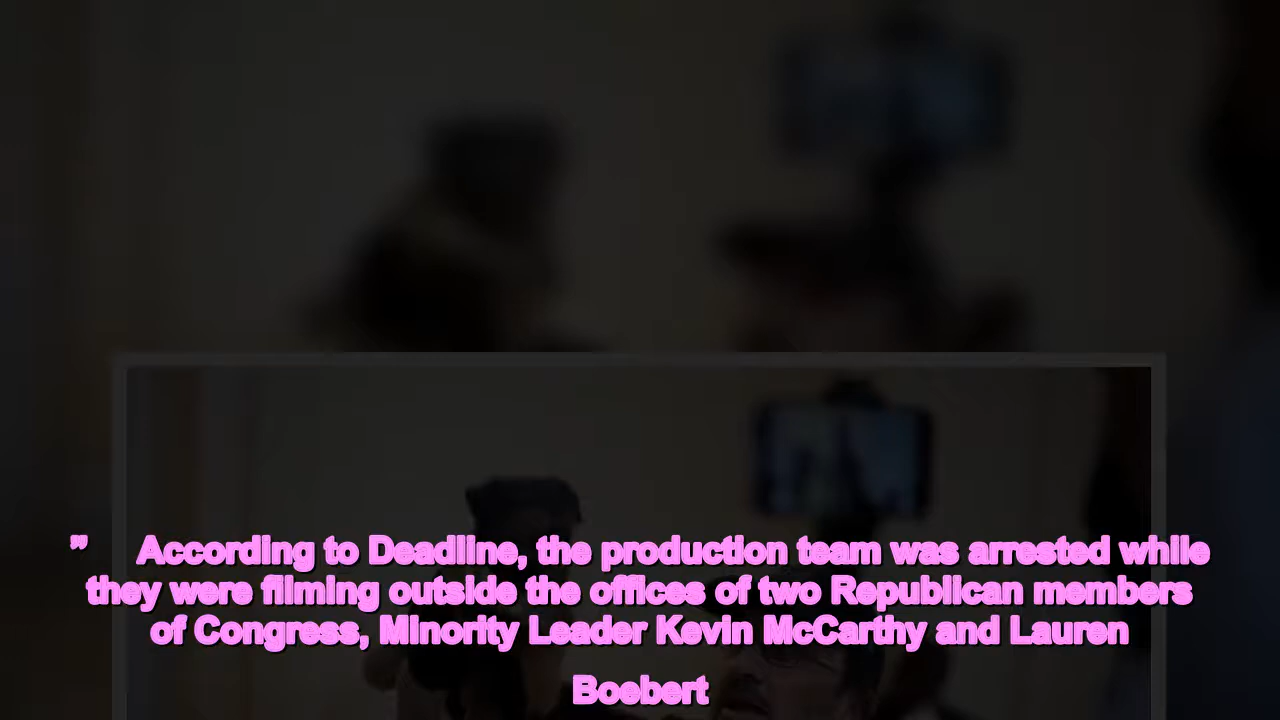 ” According to Deadline, the production team was arrested while
they were filming outside the offices of two Republican members
of Congress, Minority Leader Kevin McCarthy and Lauren
Boebert